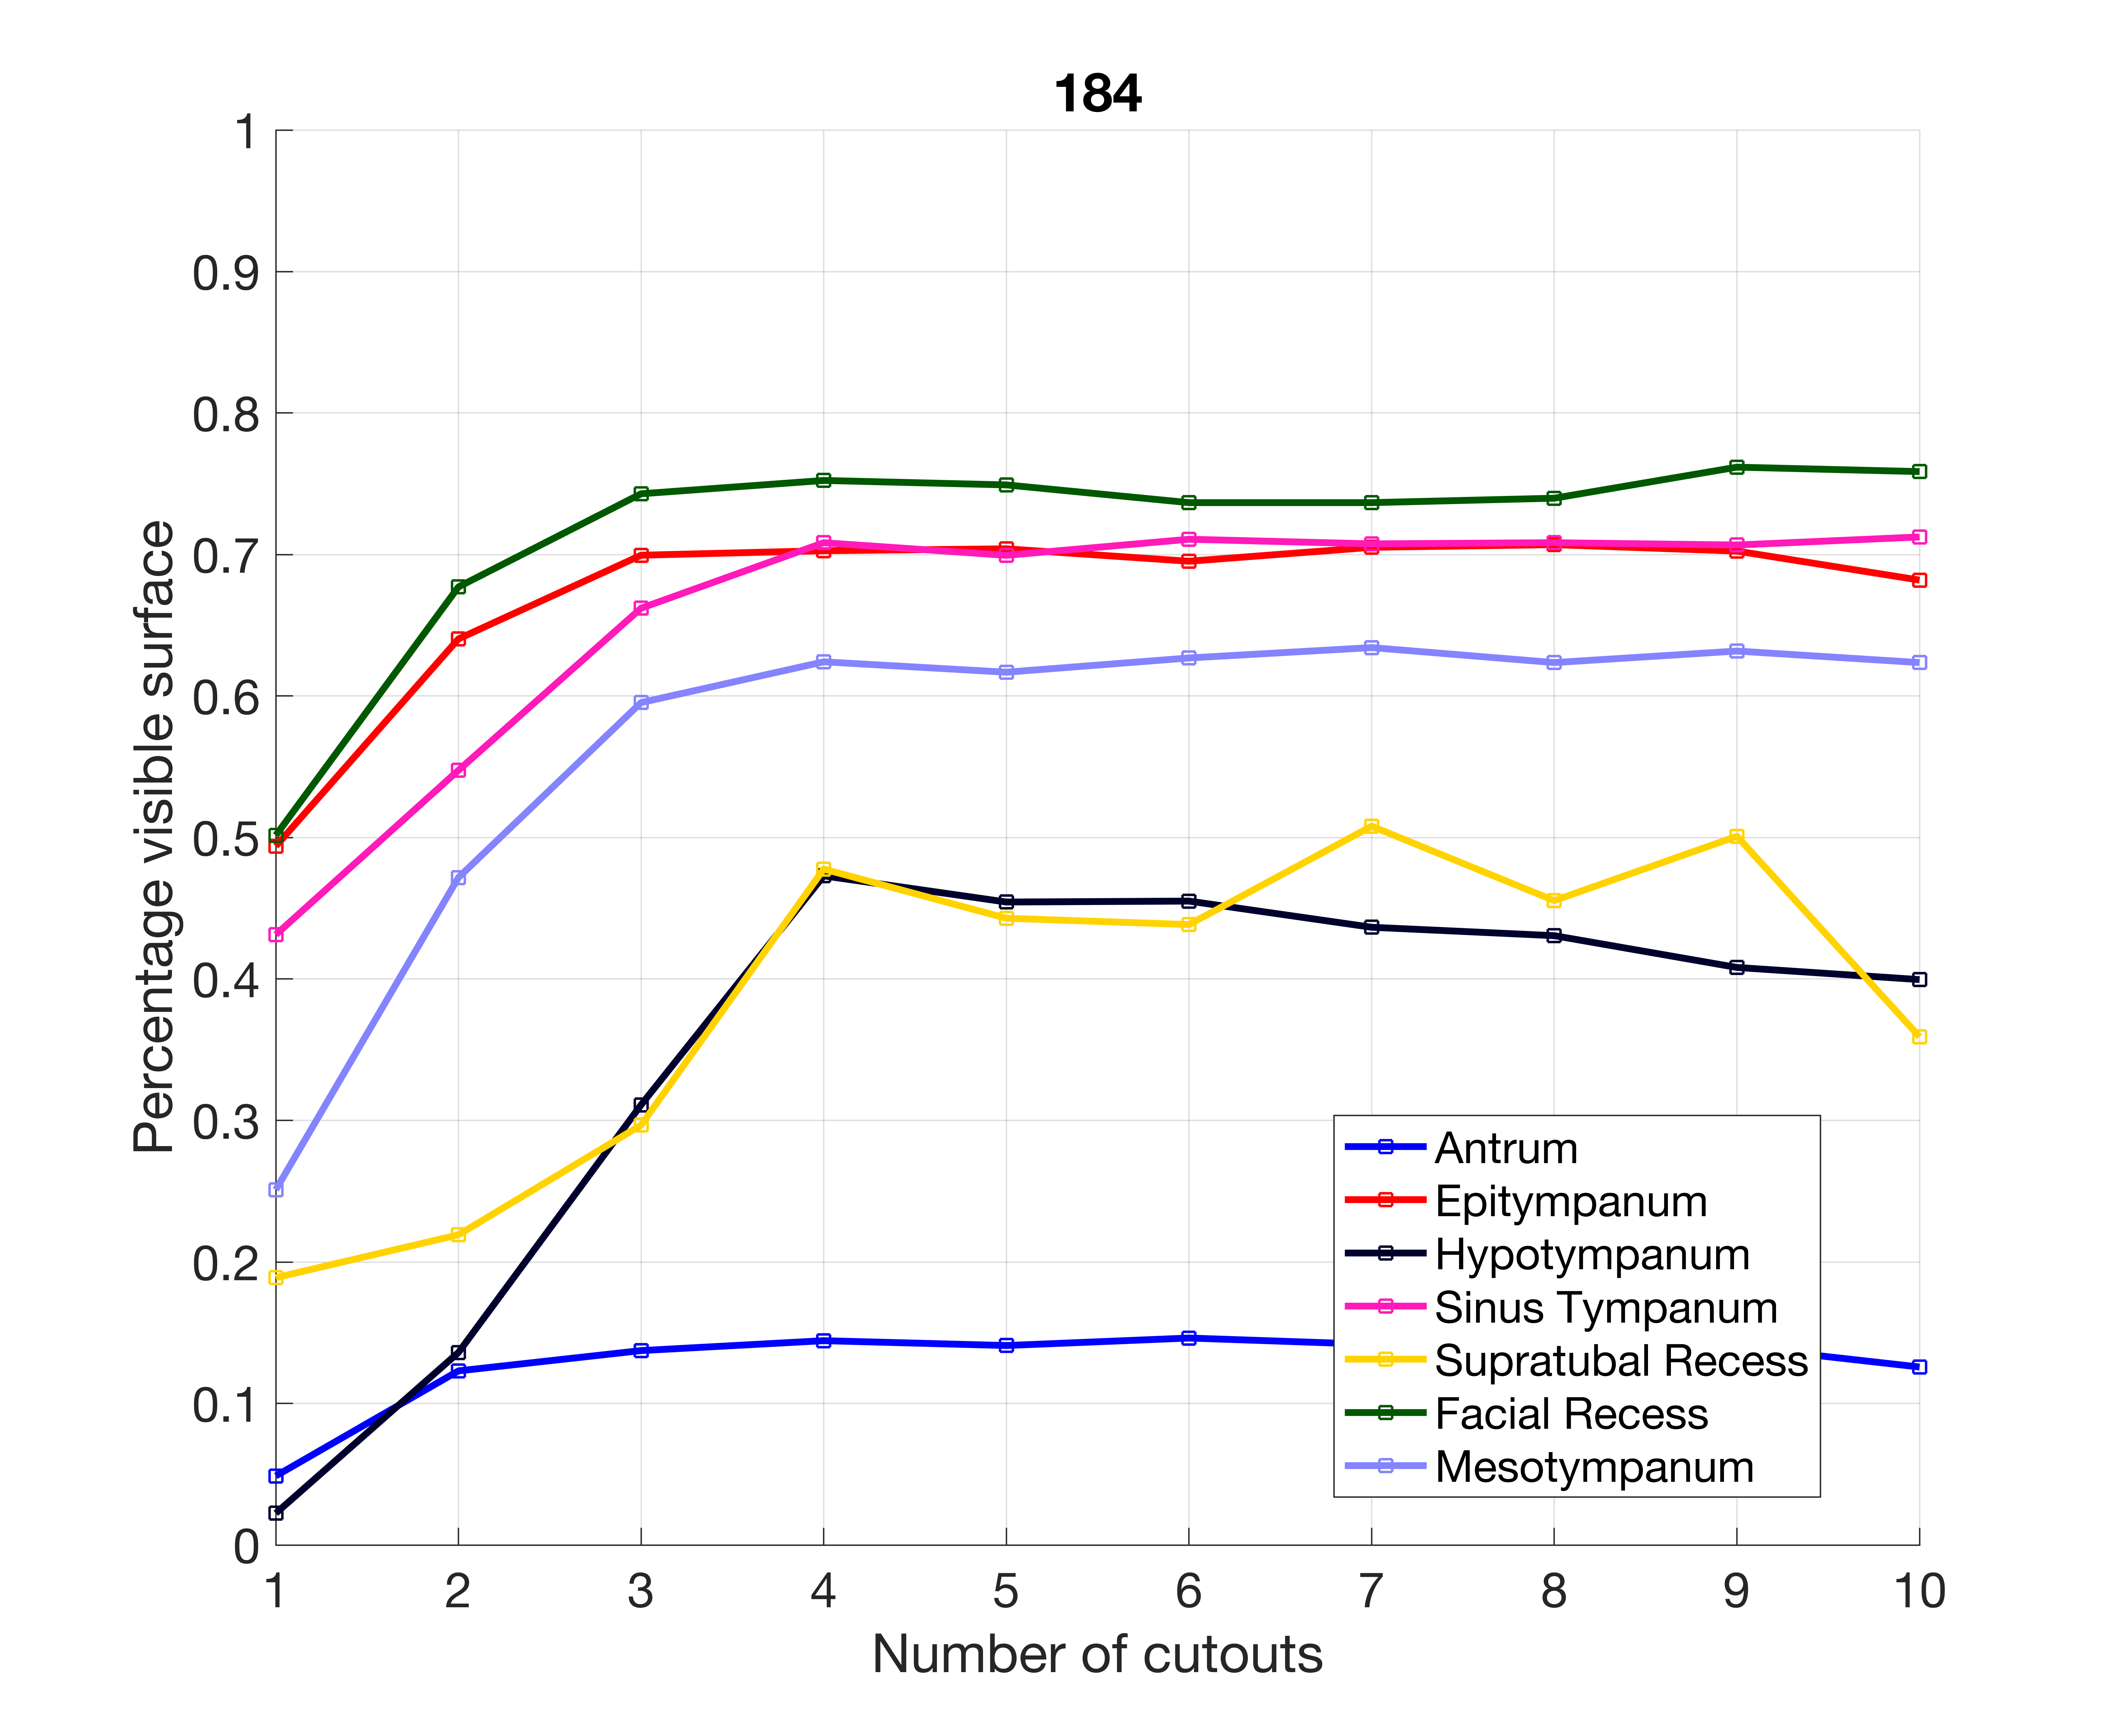 184
1
0.9
0.8
0.7
0.6
0.5
0.4
0.3
0.2
0.1
0
Percentage visible surface
1 2 3 4 5 6 7 8 9 10
Number of cutouts
Antrum
Epitympanum
Hypotympanum
Sinus Tympanum
Supratubal Recess
Facial Recess
Mesotympanum